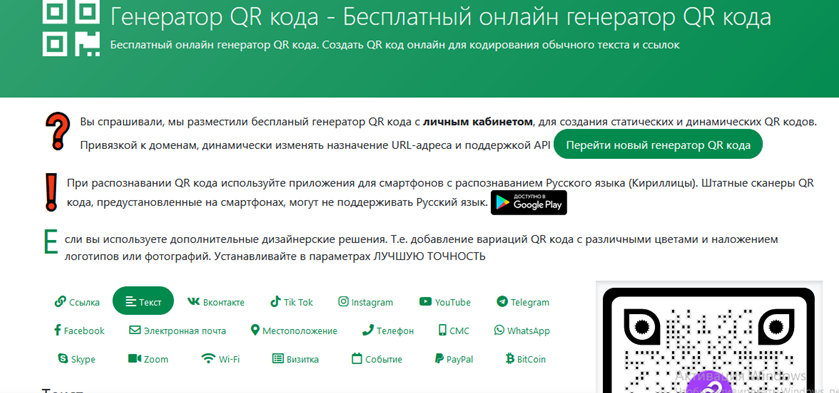 Генератор QR кода - Бесплатный онлайн генератор QR кода
Бесплатный онлайн генератор QR кода. Создать QR код онлайн для кодирования обычного текста и ссылок
Вы спрашивали, мы разместили беспланый генератор QR кода с личным кабинетом, для создания статических и динамических QR кодов.
Привязкой к доменам, динамически изменять назначение URL-адреса и поддержкой API Перейти новый генератор QR кода
При распознавании QR кода используйте приложения для смартфонов с распознаванием Русского языка (Кириллицы). Штатные сканеры QR
кода, предустановленные на смартфонах, могут не поддерживать Русский язык. ДОСТУПНО В Google Play
Если вы используете дополнительные дизайнерские решения. Т.е. добавление вариаций QR кода с различными цветами и наложением
логотипов или фотографий. Устанавливайте в параметрах ЛУЧШУЮ ТОЧНОСТЬ
Ссылка Текст Вконтакте Tik Tok Instagram YouTube Telegram
Facebook Электронная почта Местоположение Телефон СМС WhatsApp
Skype Zoom Wi-Fi Визитка Событие PayPal BitCoin
Активация Windows
Текст